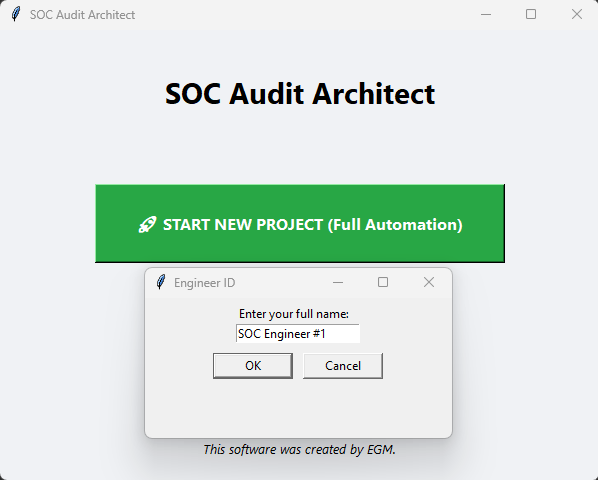 SOC Audit Architect
SOC Audit Architect
🚀 START NEW PROJECT (Full Automation)
Engineer ID
Enter your full name:
SOC Engineer #1
OK
Cancel
This software was created by EGM.